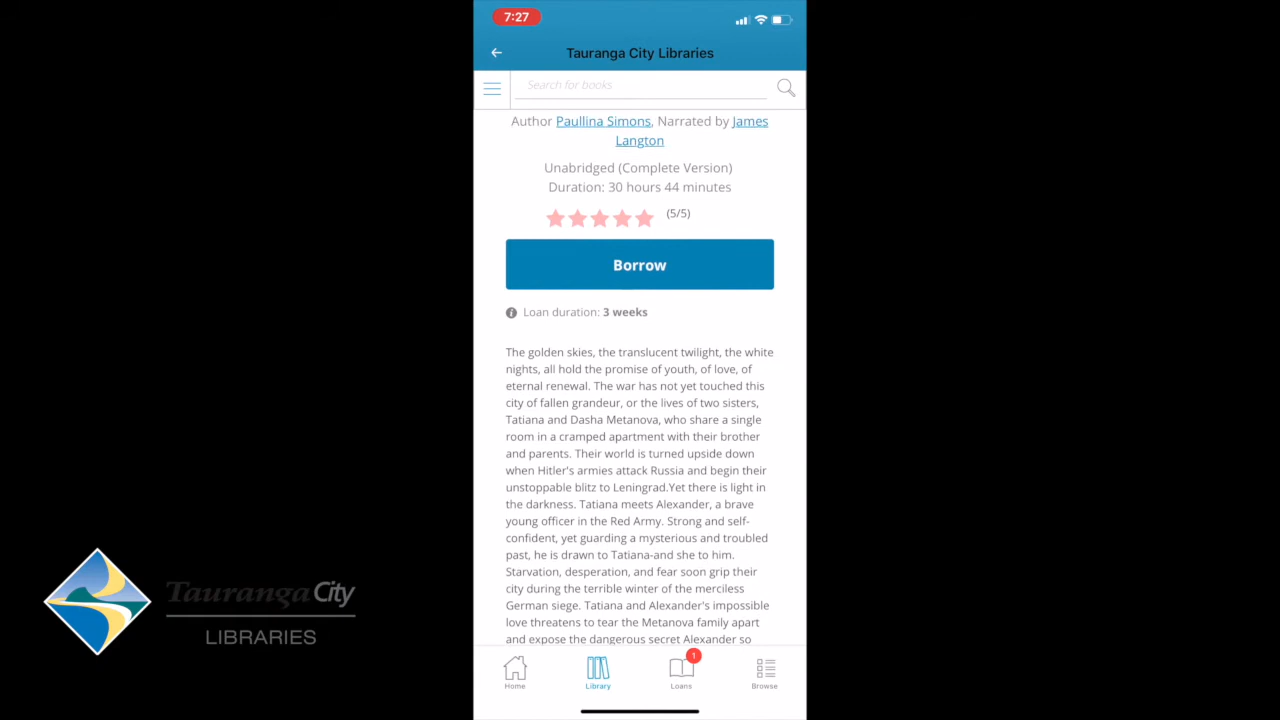 7:27
Tauranga City Libraries
Search for books
Author Paullina Simons, Narrated by James
Langton
Unabridged (Complete Version)
Duration: 30 hours 44 minutes
(5/5)
Borrow
Loan duration: 3 weeks
The golden skies, the translucent twilight, the white
nights, all hold the promise of youth, of love, of
eternal renewal. The war has not yet touched this
city of fallen grandeur, or the lives of two sisters,
Tatiana and Dasha Metanova, who share a single
room in a cramped apartment with their brother
and parents. Their world is turned upside down
when Hitler's armies attack Russia and begin their
unstoppable blitz to Leningrad.Yet there is light in
the darkness. Tatiana meets Alexander, a brave
young officer in the Red Army. Strong and self-
confident, yet guarding a mysterious and troubled
past, he is drawn to Tatiana-and she to him.
Starvation, desperation, and fear soon grip their
city during the terrible winter of the merciless
German siege. Tatiana and Alexander's impossible
love threatens to tear the Metanova family apart
and expose the dangerous secret Alexander so
1
Home
Library
Loans
Browse
Tauranga City
LIBRARIES